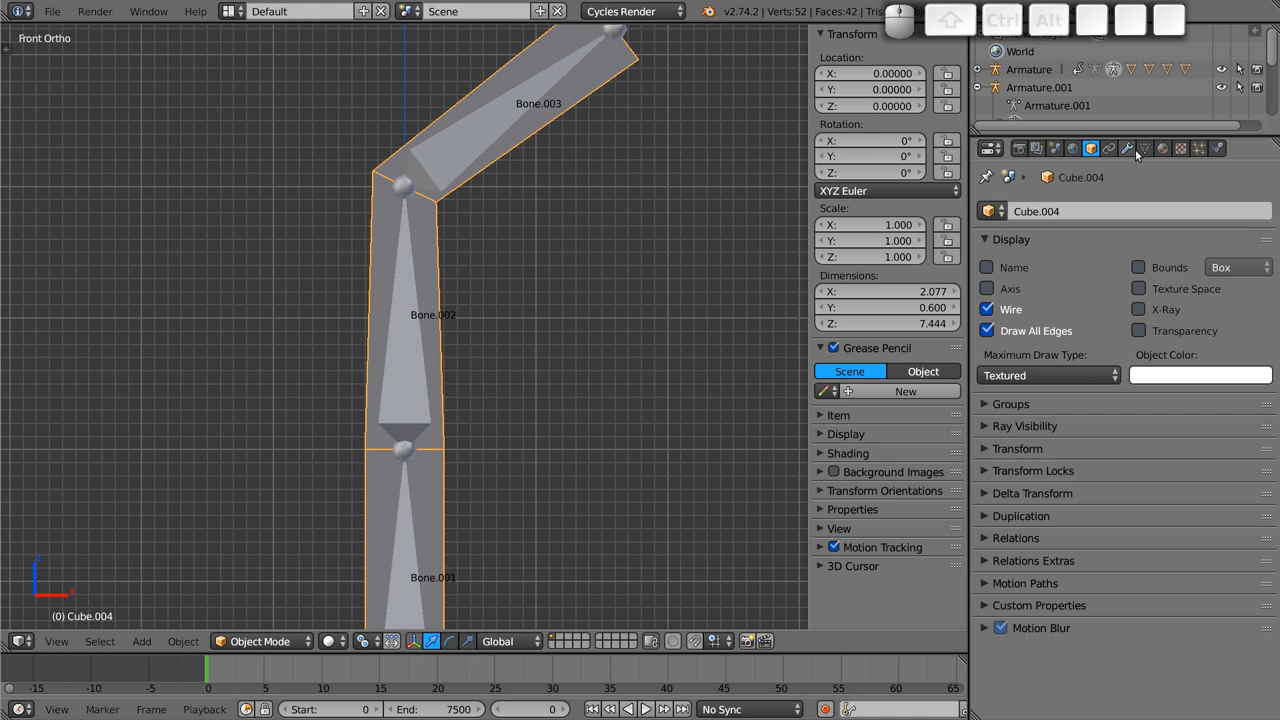 File Render Window Help Default Scene Cycles Render v2.74.2 | Verts:52 | Faces:42 | Tris
Ctrl Alt
Front Ortho
Bone.003
Bone.002
Bone.001
(0) Cube.004
Transform
Location:
X: 0.00000
Y: 0.00000
Z: 0.00000
Rotation:
X: 0°
Y: 0°
Z: 0°
XYZ Euler
Scale:
X: 1.000
Y: 1.000
Z: 1.000
Dimensions:
X: 2.077
Y: 0.600
Z: 7.444
Grease Pencil
Scene Object
New
Item
Display
Shading
Background Images
Transform Orientations
Properties
View
Motion Tracking
3D Cursor
World
Armature
Armature.001
Armature.001
Cube.004
Cube.004
Display
Name Bounds Box
Axis Texture Space
Wire X-Ray
Draw All Edges Transparency
Maximum Draw Type: Object Color:
Textured
Groups
Ray Visibility
Transform
Transform Locks
Delta Transform
Duplication
Relations
Relations Extras
Motion Paths
Custom Properties
Motion Blur
View Select Add Object Object Mode Global
-15 -10 -5 0 5 10 15 20 25 30 35 40 45 50 55 60 65
View Marker Frame Playback Start: 0 End: 7500 0 No Sync